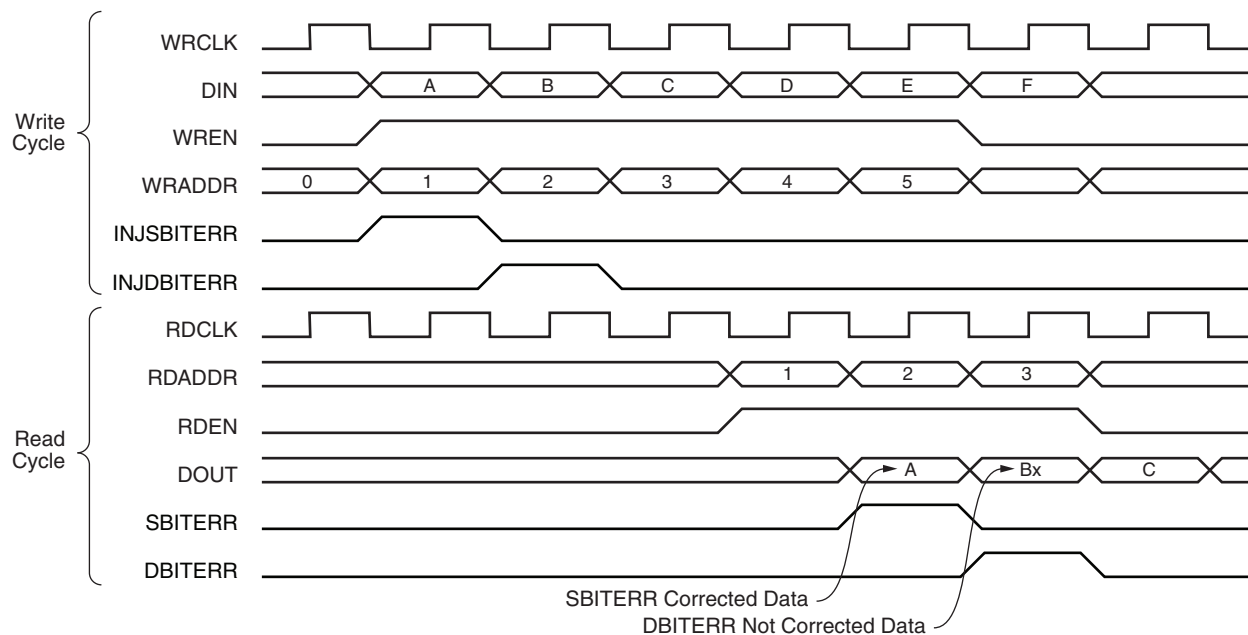 WRCLK
DIN A B C D E F
WREN
Write
Cycle
WRADDR 0 1 2 3 4 5
INJSBITERR
INJDBITERR
RDCLK
RDADDR 1 2 3
RDEN
Read
Cycle
DOUT A Bx C
SBITERR
DBITERR
SBITERR Corrected Data
DBITERR Not Corrected Data